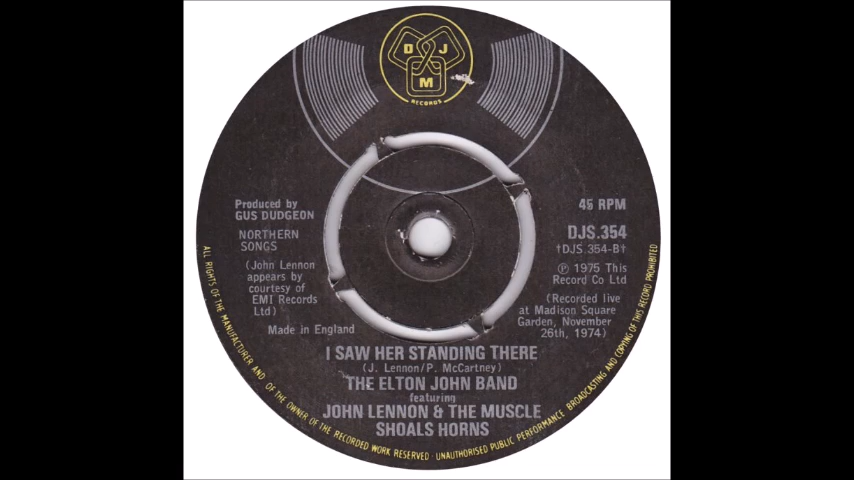 D J
M
RECORDS
Produced by
GUS DUDGEON
NORTHERN
SONGS
(John Lennon
appears by
courtesy of
EMI Records
Ltd)
Made in England
45 RPM
DJS.354
†DJS.354-B†
℗ 1975 This
Record Co Ltd
(Recorded live
at Madison Square
Garden, November
26th, 1974)
I SAW HER STANDING THERE
(J. Lennon/P. McCartney)
THE ELTON JOHN BAND
featuring
JOHN LENNON & THE MUSCLE
SHOALS HORNS
ALL RIGHTS OF THE MANUFACTURER AND OF THE OWNER OF THE RECORDED WORK RESERVED · UNAUTHORISED PUBLIC PERFORMANCE BROADCASTING AND COPYING OF THIS RECORD PROHIBITED